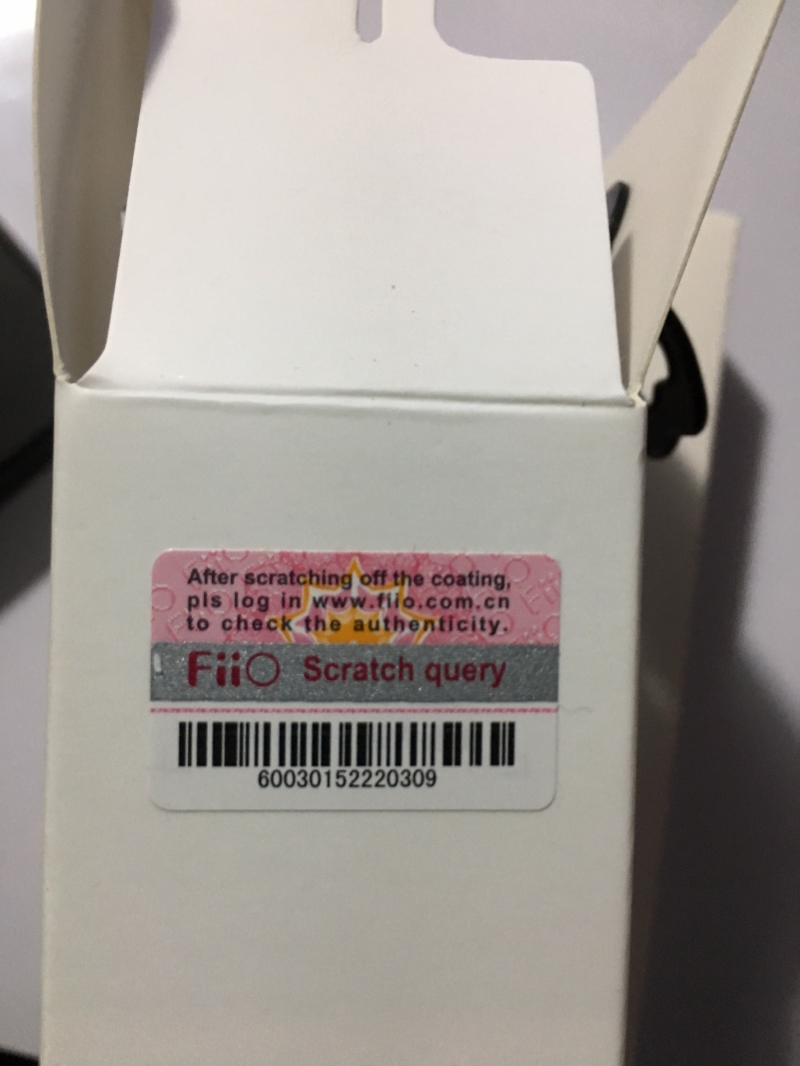 After scratching off the coating,
pls log in www.fiio.com.cn
to check the authenticity.
FiiO Scratch query
60030152220309